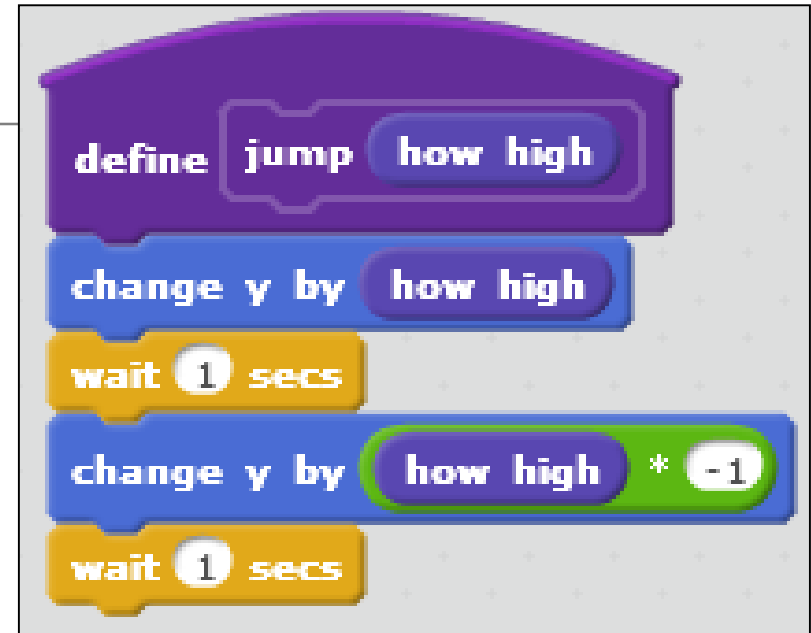 define jump how high
change y by how high
wait 1 secs
change y by how high * -1
wait 1 secs